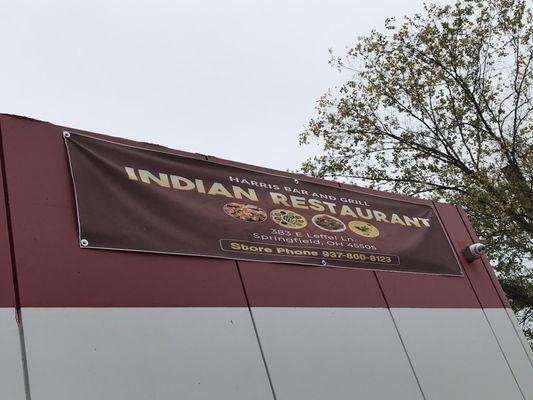 HARRIS BAR AND GRILL
INDIAN RESTAURANT
383 E Leffel Ln.
Springfield, OH 45505
Store Phone 937-800-8123